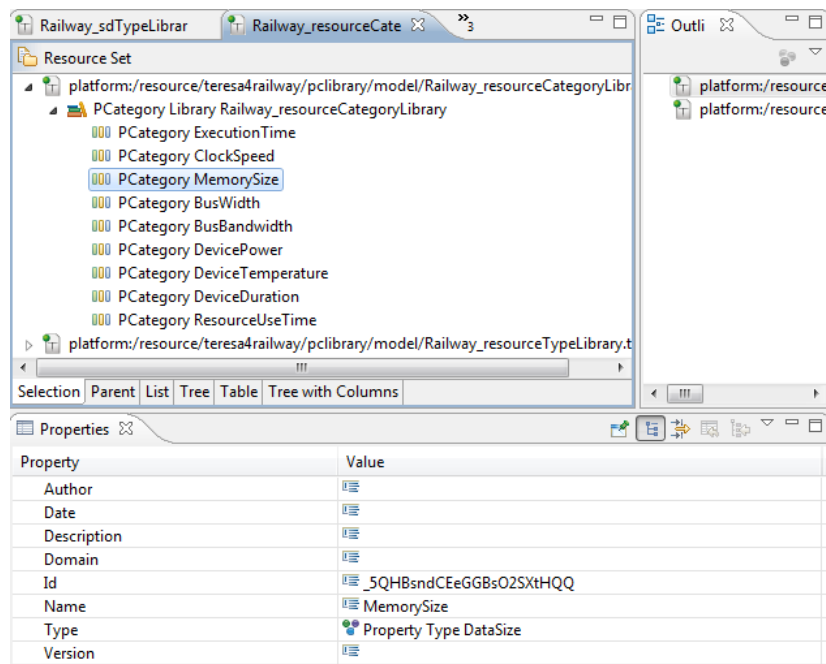 Railway_sdTypeLibrar
Railway_resourceCate
»3
Outli
Resource Set
platform:/resource/teresa4railway/pclibrary/model/Railway_resourceCategoryLibr
PCategory Library Railway_resourceCategoryLibrary
PCategory ExecutionTime
PCategory ClockSpeed
PCategory MemorySize
PCategory BusWidth
PCategory BusBandwidth
PCategory DevicePower
PCategory DeviceTemperature
PCategory DeviceDuration
PCategory ResourceUseTime
platform:/resource/teresa4railway/pclibrary/model/Railway_resourceTypeLibrary.t
platform:/resource
platform:/resource
Selection Parent List Tree Table Tree with Columns
Properties
Property Value
Author
Date
Description
Domain
Id _5QHBsndCEeGGBsO2SXtHQQ
Name MemorySize
Type Property Type DataSize
Version